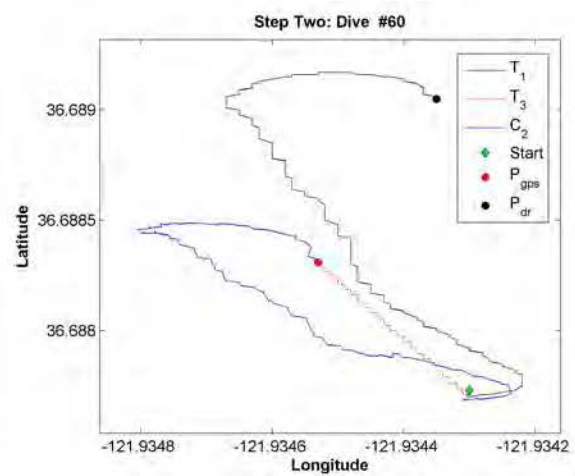 Step Two: Dive #60
T1
T3
C2
Start
Pgps
Pdr
36.689
36.6885
36.688
Latitude
-121.9348
-121.9346
-121.9344
-121.9342
Longitude